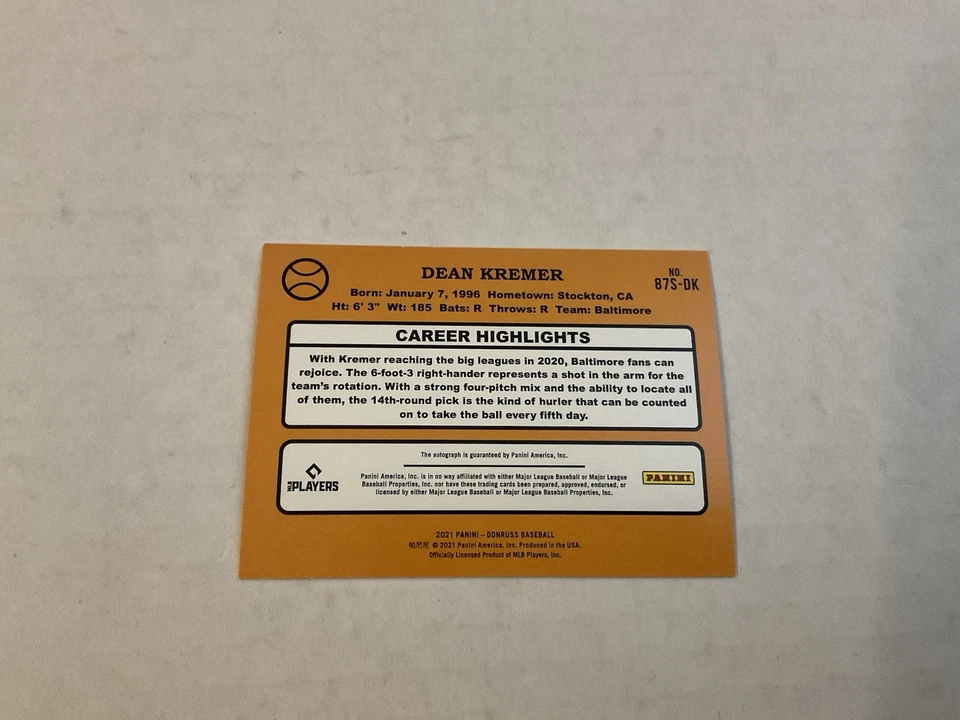 DEAN KREMER
NO.
87S-DK
Born: January 7, 1996 Hometown: Stockton, CA
Ht: 6' 3" Wt: 185 Bats: R Throws: R Team: Baltimore
CAREER HIGHLIGHTS
With Kremer reaching the big leagues in 2020, Baltimore fans can
rejoice. The 6-foot-3 right-hander represents a shot in the arm for the
team's rotation. With a strong four-pitch mix and the ability to locate all
of them, the 14th-round pick is the kind of hurler that can be counted
on to take the ball every fifth day.
The autograph is guaranteed by Panini America, Inc.
MLB PLAYERS
Panini America, Inc. is in no way affiliated with either Major League Baseball or Major League
Baseball Properties, Inc. nor have these trading cards been prepared, approved, endorsed, or
licensed by either Major League Baseball or Major League Baseball Properties, Inc.
PANINI
2021 PANINI – DONRUSS BASEBALL
帕尼尼 © 2021 Panini America, Inc. Produced in the USA.
Officially Licensed Product of MLB Players, Inc.